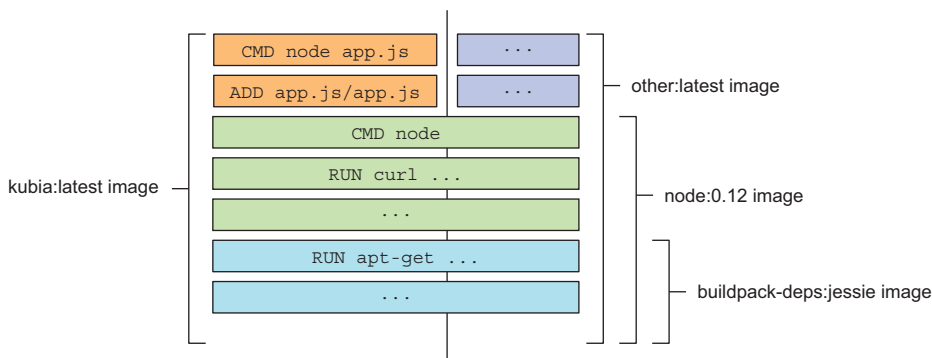 CMD node app.js
...
other:latest image
ADD app.js/app.js
...
CMD node
kubia:latest image
RUN curl ...
node:0.12 image
...
RUN apt-get ...
buildpack-deps:jessie image
...